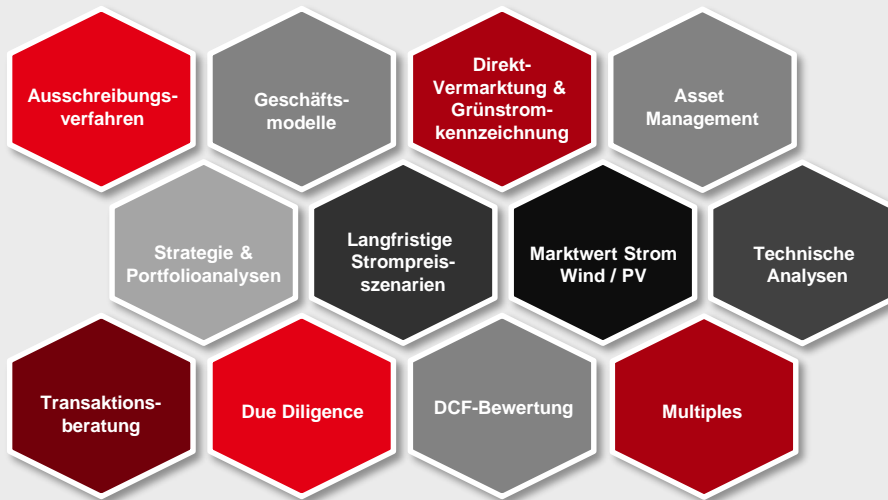 Ausschreibungs-
verfahren
Geschäfts-
modelle
Direkt-
Vermarktung &
Grünstrom-
kennzeichnung
Asset
Management
Strategie &
Portfolioanalysen
Langfristige
Strompreis-
szenarien
Marktwert Strom
Wind / PV
Technische
Analysen
Transaktions-
beratung
Due Diligence
DCF-Bewertung
Multiples